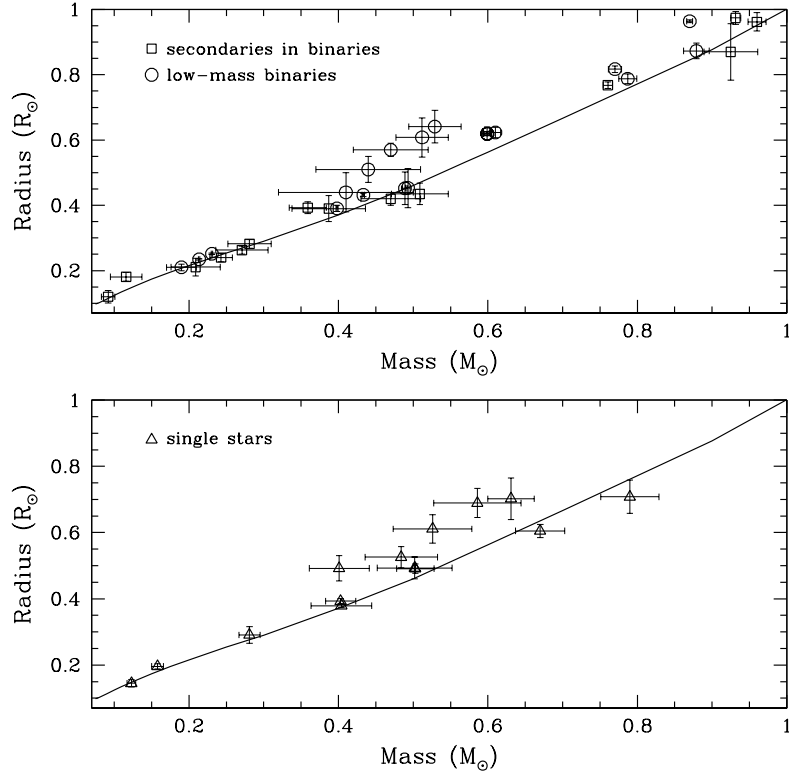 1
0.8
0.6
0.4
0.2
Radius (R☉)
secondaries in binaries
low-mass binaries
0.2 0.4 0.6 0.8 1
Mass (M☉)
1
0.8
0.6
0.4
0.2
Radius (R☉)
single stars
0.2 0.4 0.6 0.8 1
Mass (M☉)